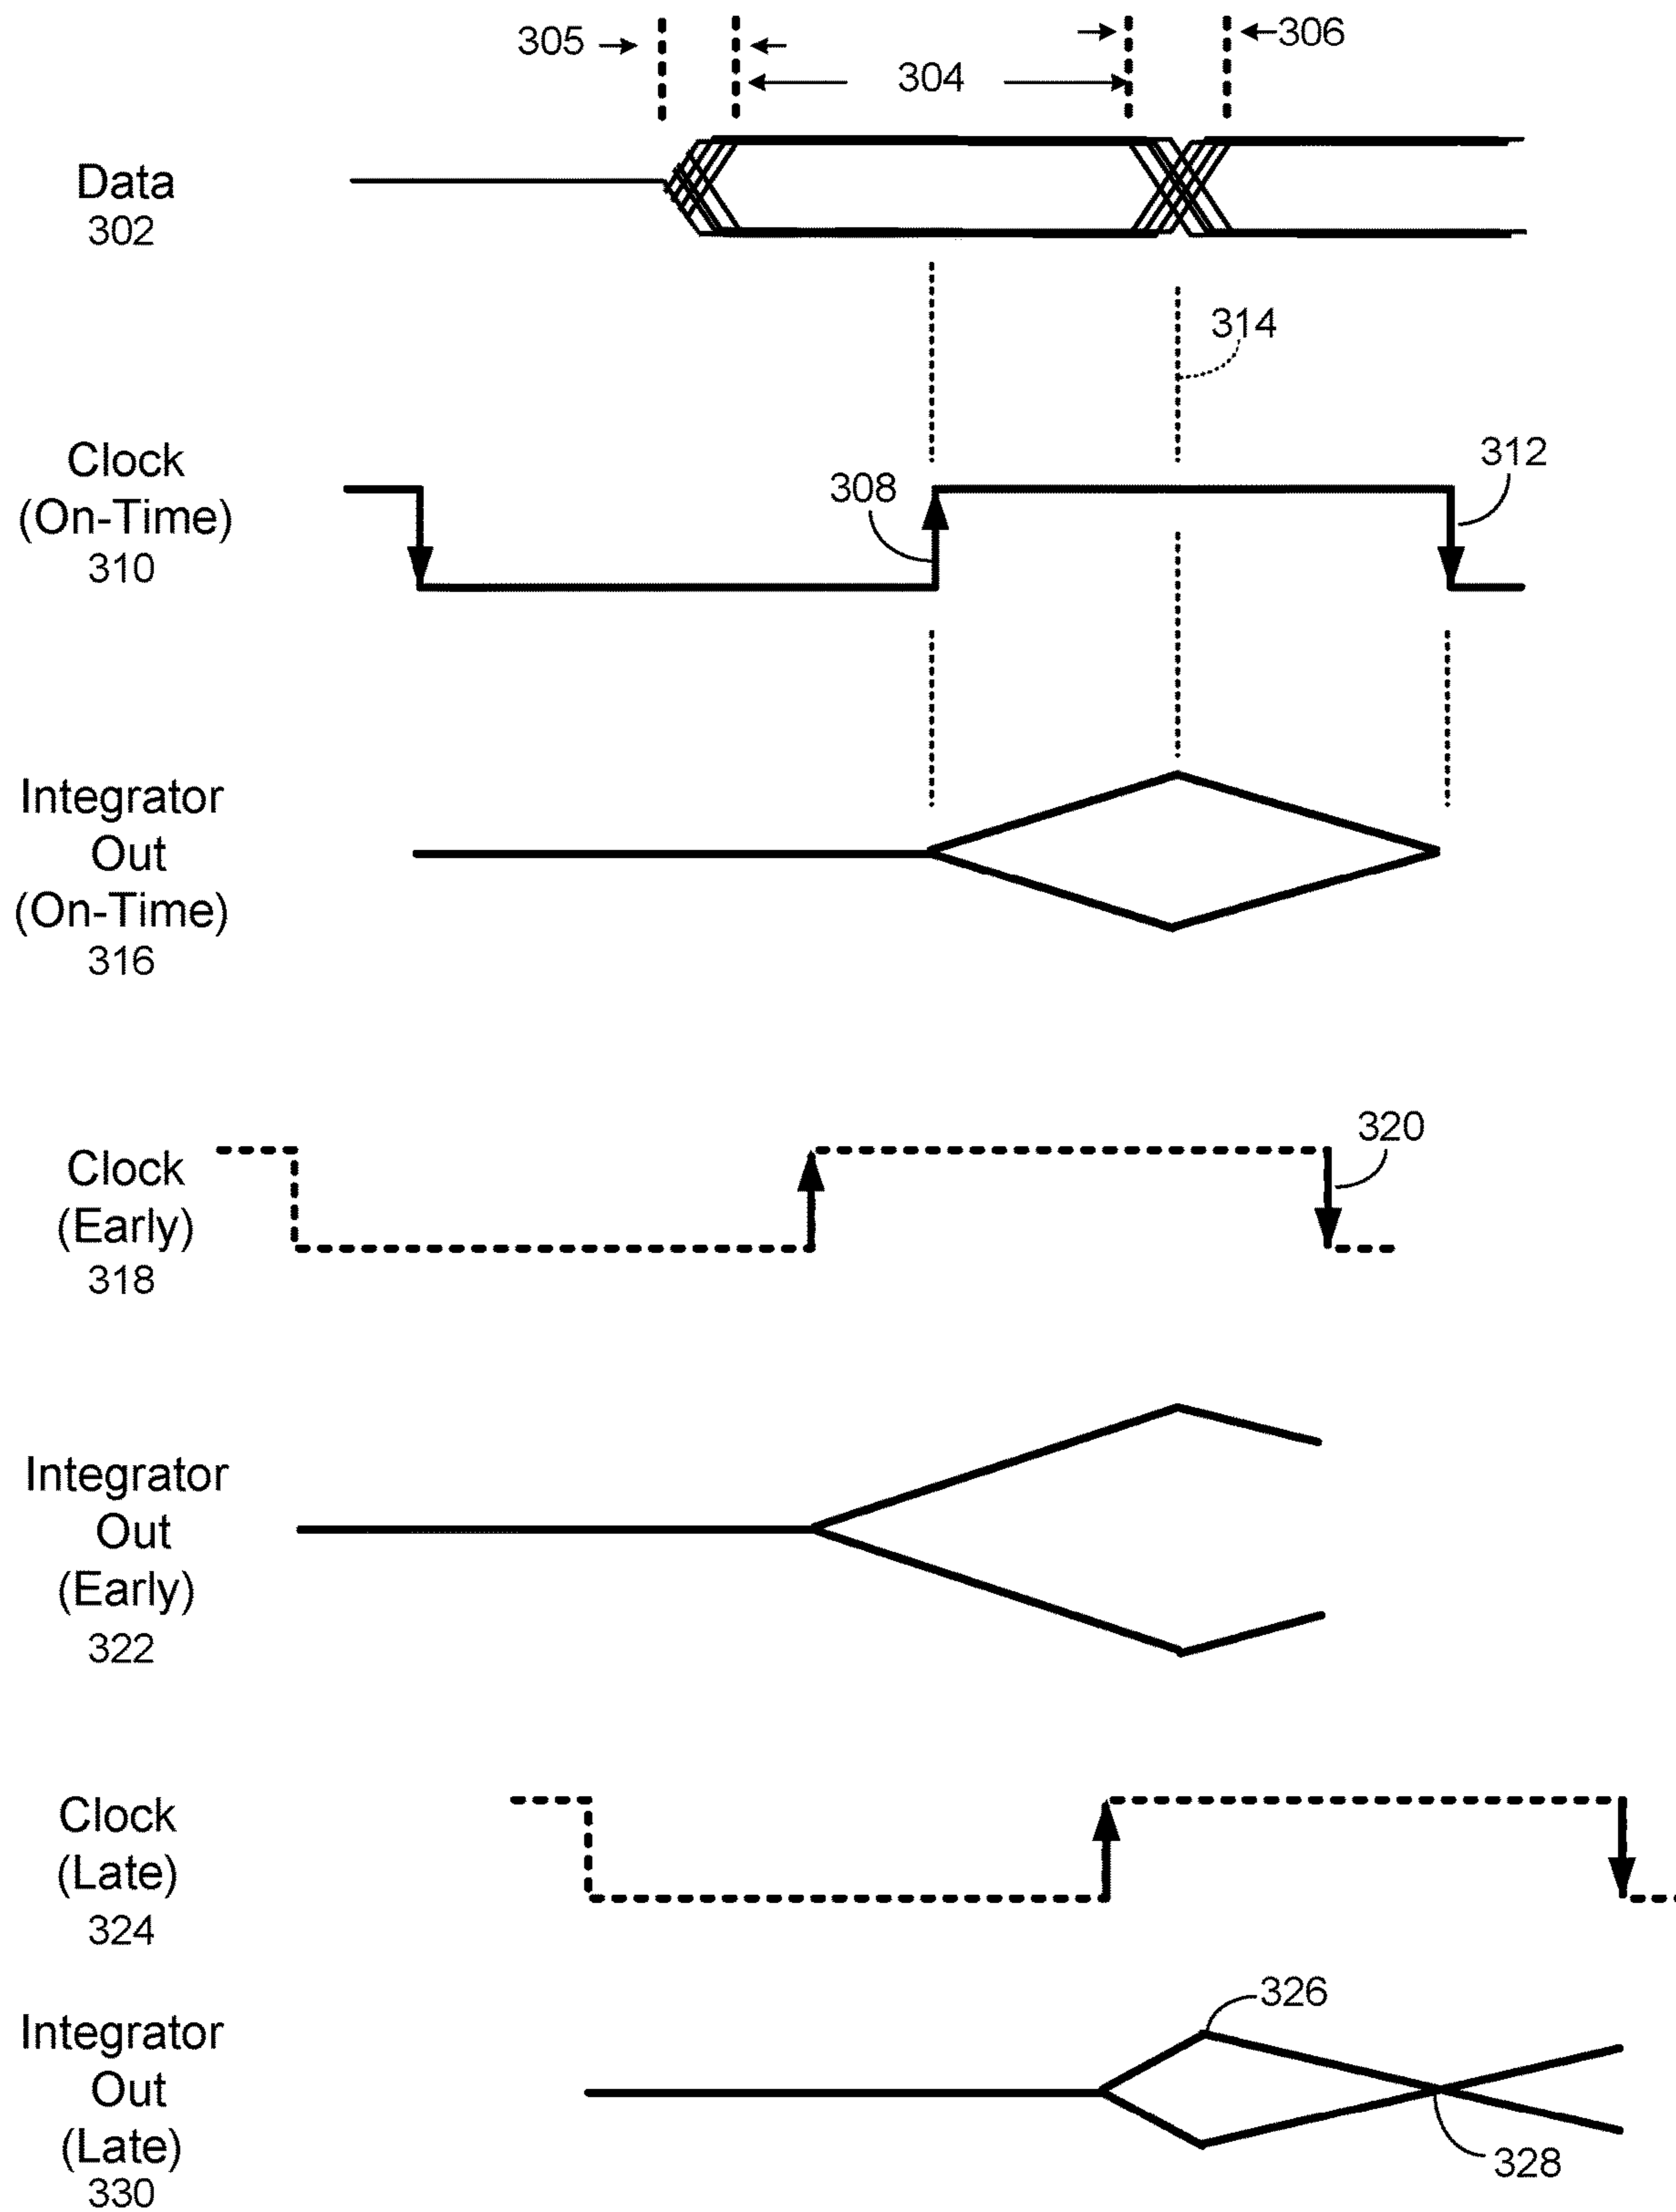 305
306
304
Data
302
314
Clock
(On-Time)
310
308
312
Integrator
Out
(On-Time)
316
Clock
(Early)
318
320
Integrator
Out
(Early)
322
Clock
(Late)
324
326
Integrator
Out
(Late)
330
328